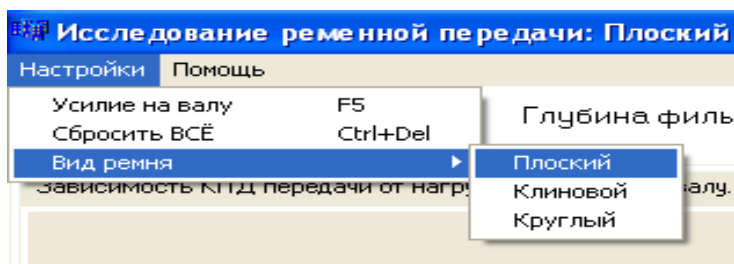 Исследование ременной передачи: Плоский
Настройки Помощь
Усилие на валу F5
Глубина филь
Сбросить ВСЁ Ctrl+Del
Вид ремня
Плоский
Зависимость КПД передачи от нагру
валу.
Клиновой
Круглый